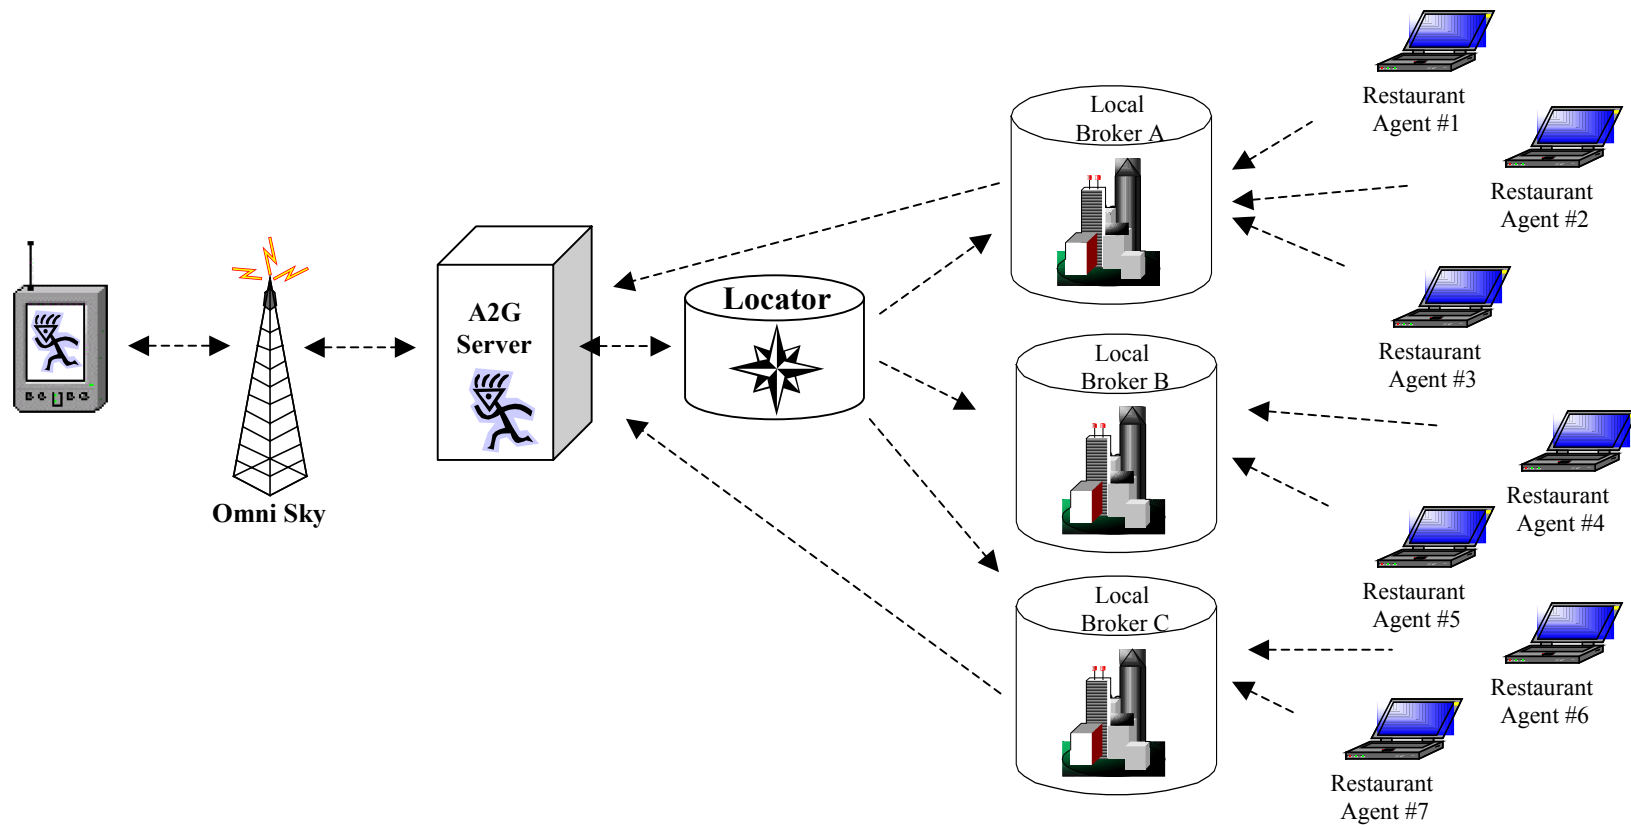 Local
Broker A
Restaurant
Agent #1
Restaurant
Agent #2
A2G
Server
Locator
Omni Sky
Local
Broker B
Restaurant
Agent #3
Restaurant
Agent #4
Restaurant
Agent #5
Local
Broker C
Restaurant
Agent #6
Restaurant
Agent #7